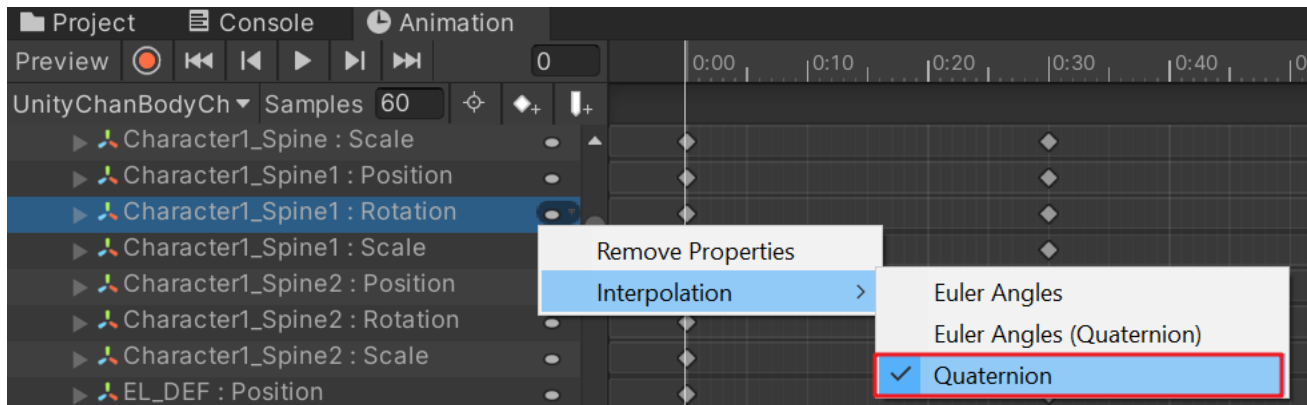 Project Console Animation
Preview 0 0:00 0:10 0:20 0:30 0:40
UnityChanBodyCh Samples 60
Character1_Spine : Scale
Character1_Spine1 : Position
Character1_Spine1 : Rotation
Character1_Spine1 : Scale
Character1_Spine2 : Position
Character1_Spine2 : Rotation
Character1_Spine2 : Scale
EL_DEF : Position
Remove Properties
Interpolation
Euler Angles
Euler Angles (Quaternion)
Quaternion